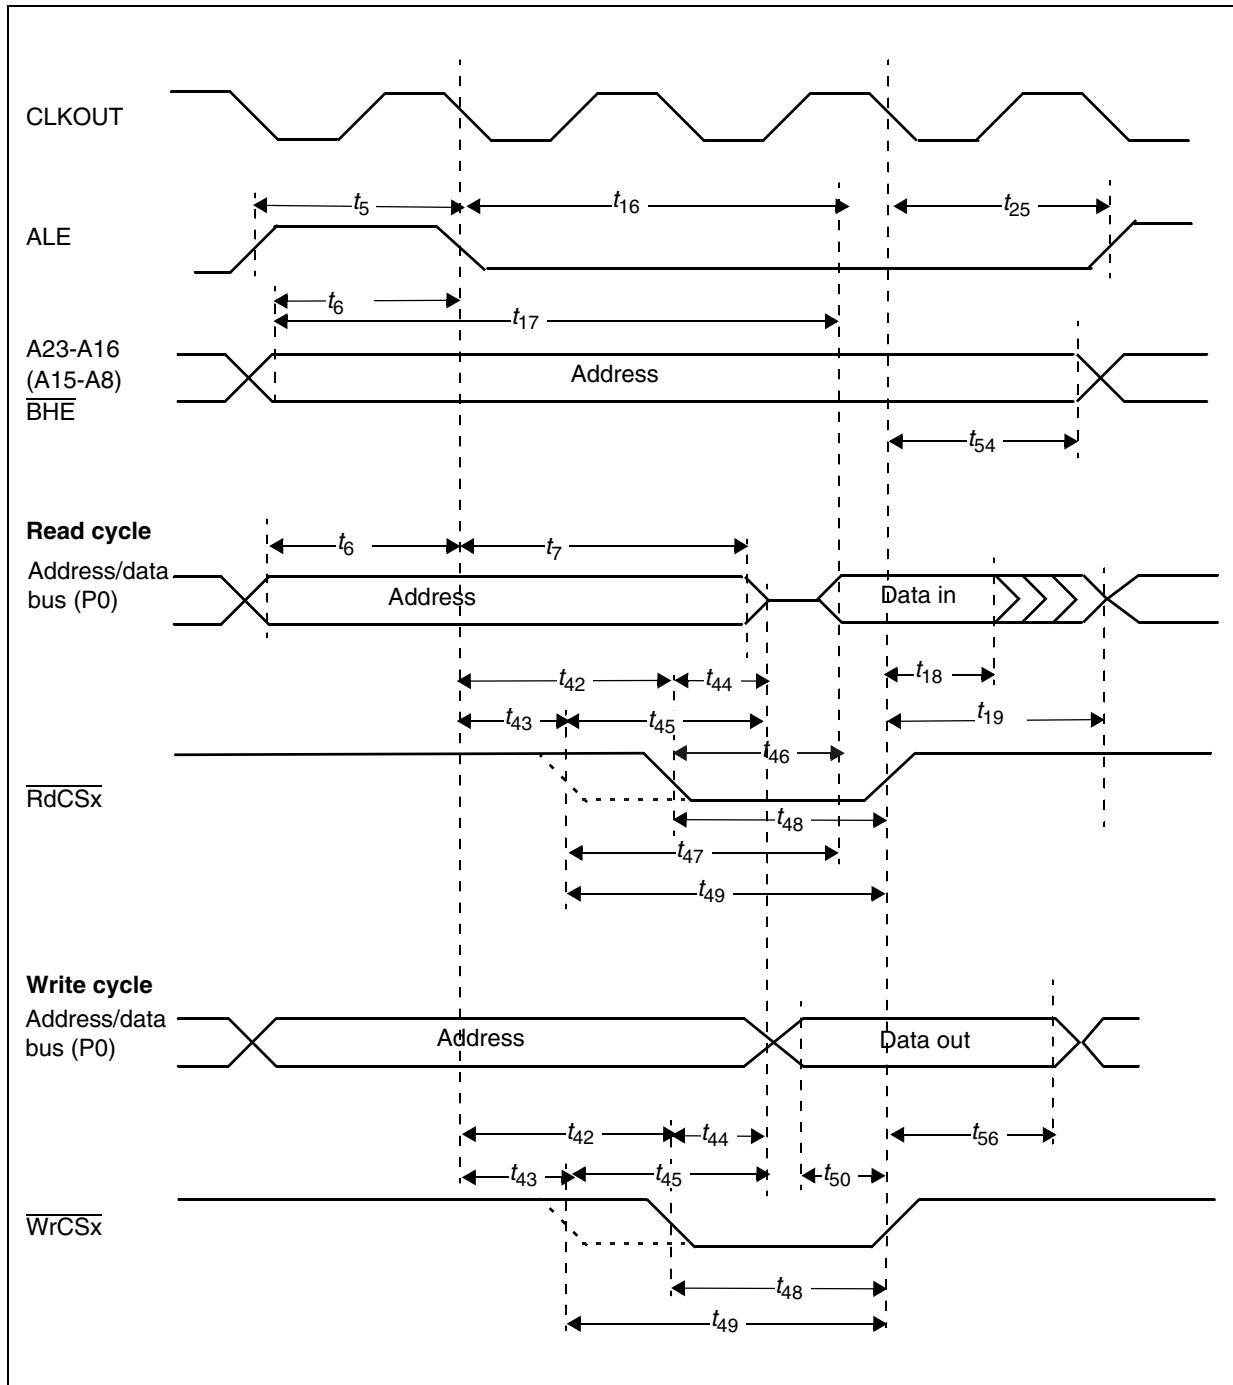 CLKOUT
t5 t16 t25
ALE
t6
t17
A23-A16
(A15-A8)
BHE
Address
t54
Read cycle
t6 t7
Address/data
bus (P0)
Address Data in
t42 t44 t18
t43 t45 t19
t46
RdCSx
t48
t47
t49
Write cycle
Address/data
bus (P0)
Address Data out
t42 t44 t56
t43 t45 t50
WrCSx
t48
t49